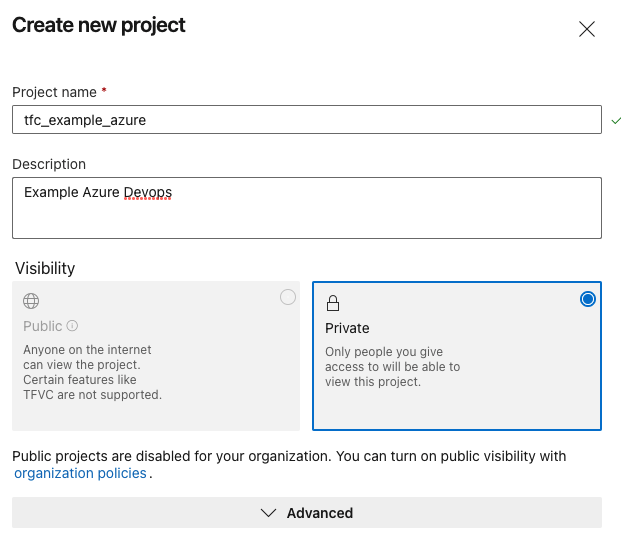 Create new project
Project name *
tfc_example_azure
Description
Example Azure Devops
Visibility
Public
Anyone on the internet
can view the project.
Certain features like
TFVC are not supported.
Private
Only people you give
access to will be able to
view this project.
Public projects are disabled for your organization. You can turn on public visibility with
organization policies.
Advanced